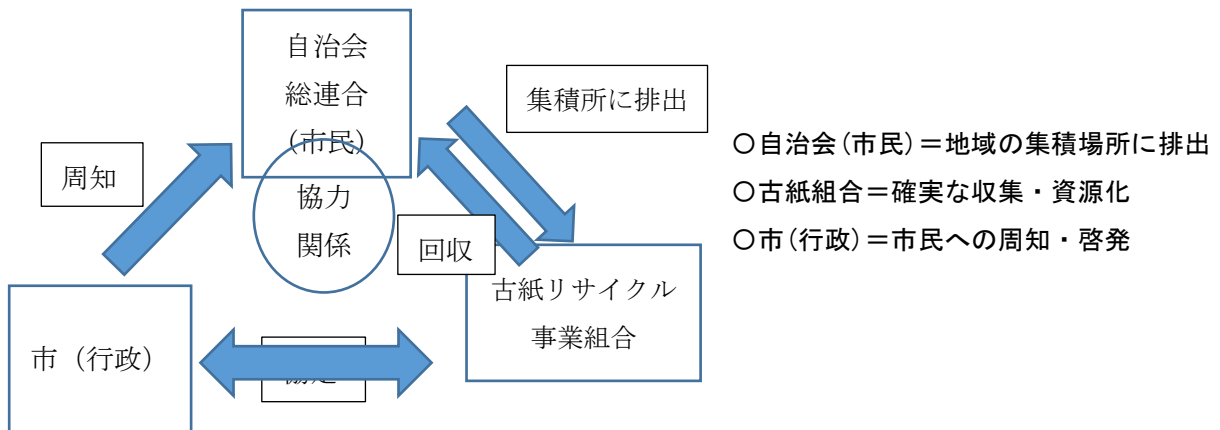 自治会
総連合
(市民)
集積所に排出
周知
協力
関係
回収
古紙リサイクル
事業組合
市（行政）
〇自治会(市民)＝地域の集積場所に排出
〇古紙組合＝確実な収集・資源化
〇市(行政)＝市民への周知・啓発